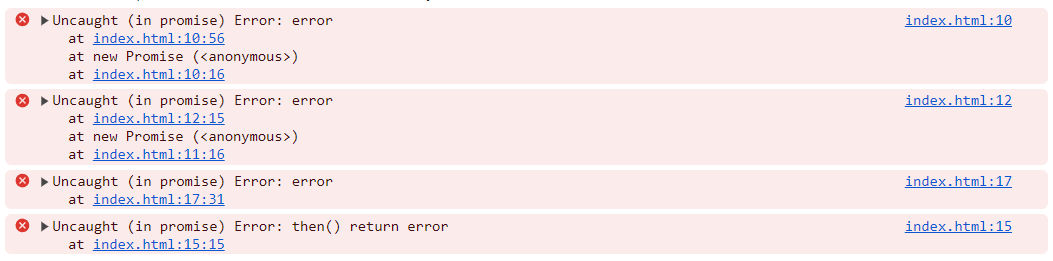 Uncaught (in promise) Error: error index.html:10
at index.html:10:56
at new Promise (<anonymous>)
at index.html:10:16
Uncaught (in promise) Error: error index.html:12
at index.html:12:15
at new Promise (<anonymous>)
at index.html:11:16
Uncaught (in promise) Error: error index.html:17
at index.html:17:31
Uncaught (in promise) Error: then() return error index.html:15
at index.html:15:15